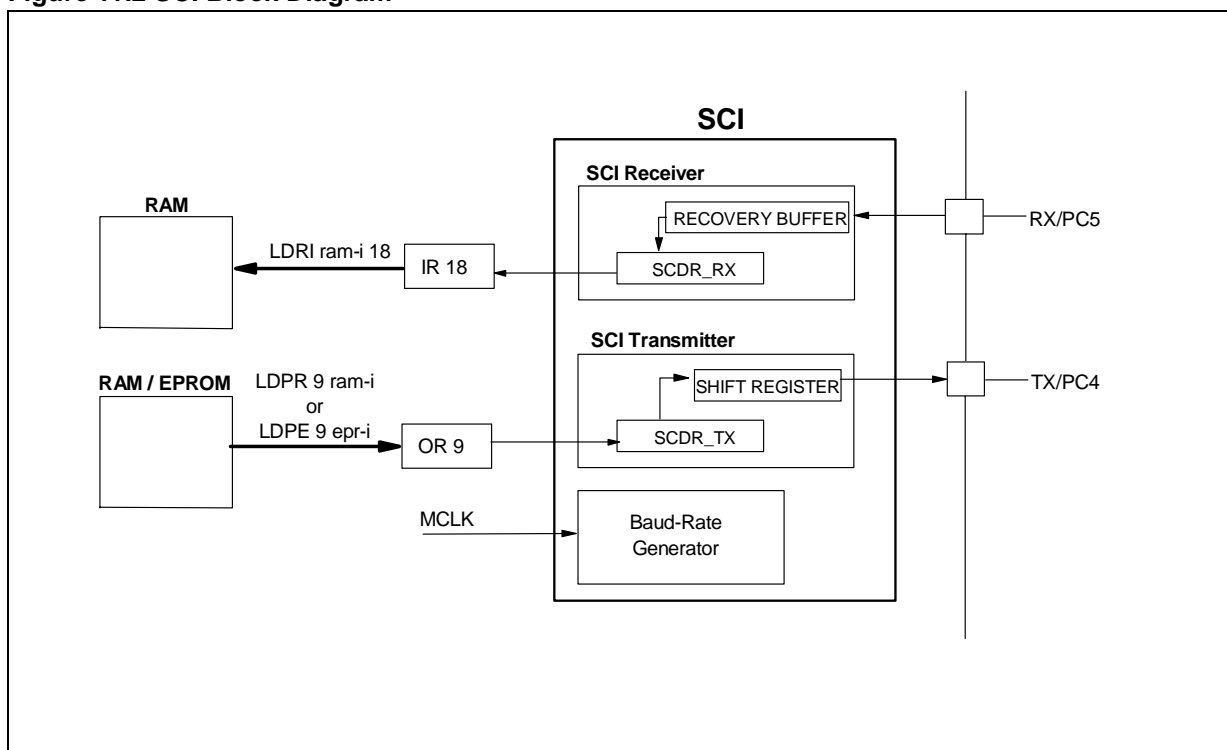 SCI
SCI Receiver
RECOVERY BUFFER
SCDR_RX
RX/PC5
RAM
LDRI ram-i 18
IR 18
SCI Transmitter
SHIFT REGISTER
SCDR_TX
TX/PC4
RAM / EPROM
LDPR 9 ram-i
or
LDPE 9 epr-i
OR 9
MCLK
Baud-Rate
Generator